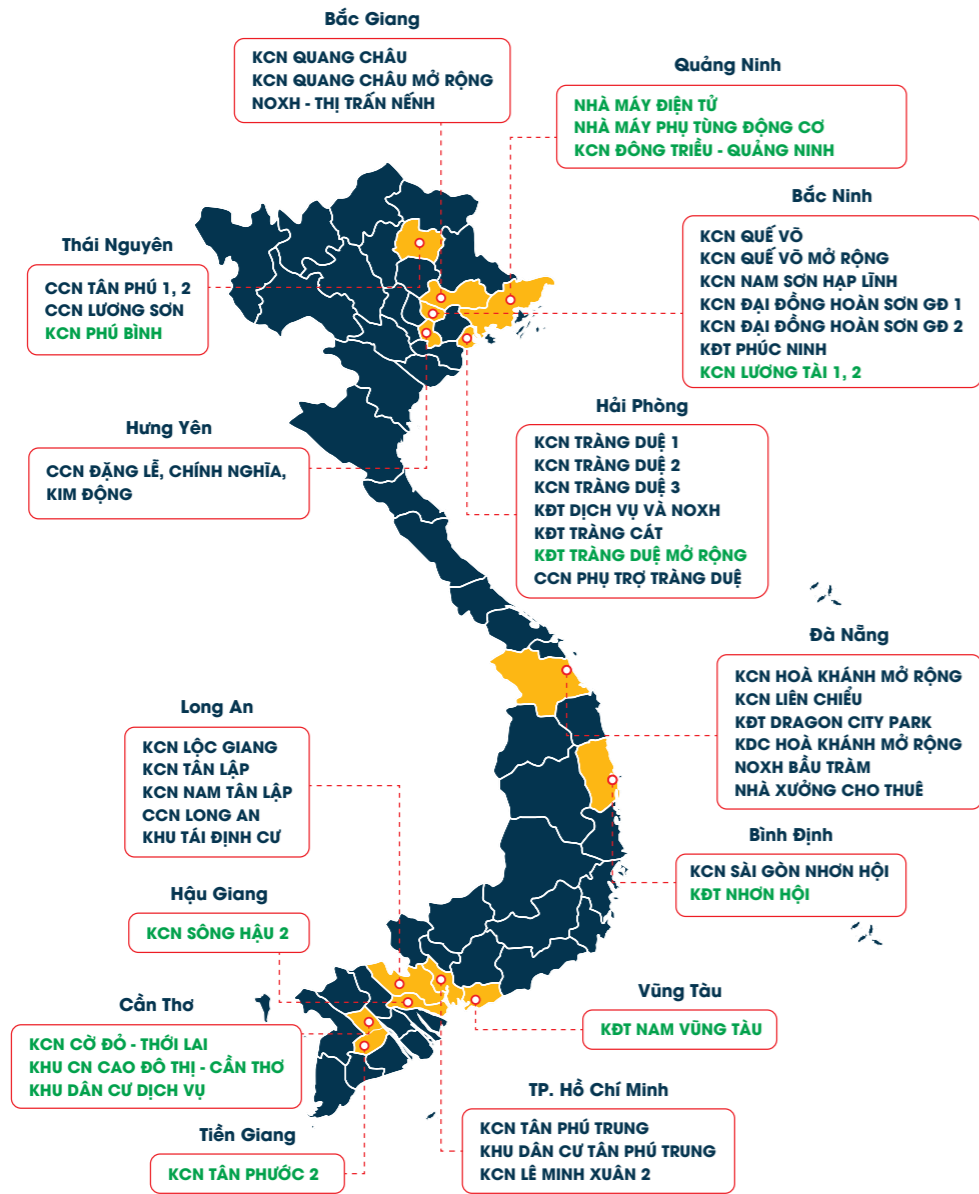 Bắc Giang
KCN QUANG CHÂU
KCN QUANG CHÂU MỞ RỘNG
NOXH - THỊ TRẤN NẾNH
Quảng Ninh
NHÀ MÁY ĐIỆN TỬ
NHÀ MÁY PHỤ TÙNG ĐỘNG CƠ
KCN ĐÔNG TRIỀU - QUẢNG NINH
Bắc Ninh
KCN QUẾ VÕ
KCN QUẾ VÕ MỞ RỘNG
KCN NAM SƠN HẠP LĨNH
KCN ĐẠI ĐỒNG HOÀN SƠN GĐ 1
KCN ĐẠI ĐỒNG HOÀN SƠN GĐ 2
KĐT PHÚC NINH
KCN LƯƠNG TÀI 1, 2
Thái Nguyên
CCN TÂN PHÚ 1, 2
CCN LƯƠNG SƠN
KCN PHÚ BÌNH
Hưng Yên
CCN ĐẶNG LỄ, CHÍNH NGHĨA,
KIM ĐỘNG
Hải Phòng
KCN TRÀNG DUỆ 1
KCN TRÀNG DUỆ 2
KCN TRÀNG DUỆ 3
KĐT DỊCH VỤ VÀ NOXH
KĐT TRÀNG CÁT
KĐT TRÀNG DUỆ MỞ RỘNG
CCN PHỤ TRỢ TRÀNG DUỆ
Đà Nẵng
KCN HOÀ KHÁNH MỞ RỘNG
KCN LIÊN CHIỂU
KĐT DRAGON CITY PARK
KDC HOÀ KHÁNH MỞ RỘNG
NOXH BẦU TRÀM
NHÀ XƯỞNG CHO THUÊ
Long An
KCN LỘC GIANG
KCN TÂN LẬP
KCN NAM TÂN LẬP
CCN LONG AN
KHU TÁI ĐỊNH CƯ
Bình Định
KCN SÀI GÒN NHƠN HỘI
KĐT NHƠN HỘI
Hậu Giang
KCN SÔNG HẬU 2
Cần Thơ
KCN CỜ ĐỎ - THỚI LAI
KHU CN CAO ĐÔ THỊ - CẦN THƠ
KHU DÂN CƯ DỊCH VỤ
Vũng Tàu
KĐT NAM VŨNG TÀU
Tiền Giang
KCN TÂN PHƯỚC 2
TP. Hồ Chí Minh
KCN TÂN PHÚ TRUNG
KHU DÂN CƯ TÂN PHÚ TRUNG
KCN LÊ MINH XUÂN 2